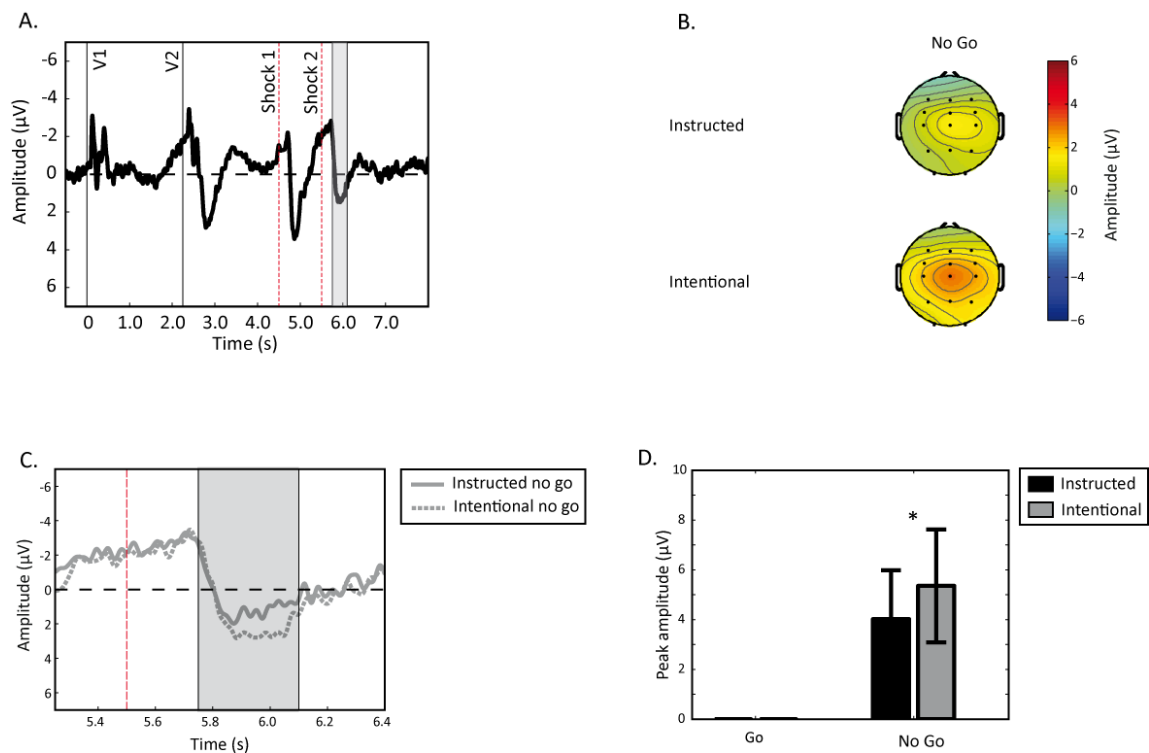 A.
-6
-4
-2
0
2
4
6
Amplitude (µV)
V1
V2
Shock 1
Shock 2
0 1.0 2.0 3.0 4.0 5.0 6.0 7.0
Time (s)
B.
No Go
Instructed
Intentional
6
4
2
0
−2
−4
−6
Amplitude (µV)
C.
-6
-4
-2
0
2
4
6
Amplitude (µV)
5.4 5.6 5.8 6.0 6.2 6.4
Time (s)
Instructed no go
Intentional no go
D.
10
8
6
4
2
0
Peak amplitude (µV)
*
Go No Go
Instructed
Intentional